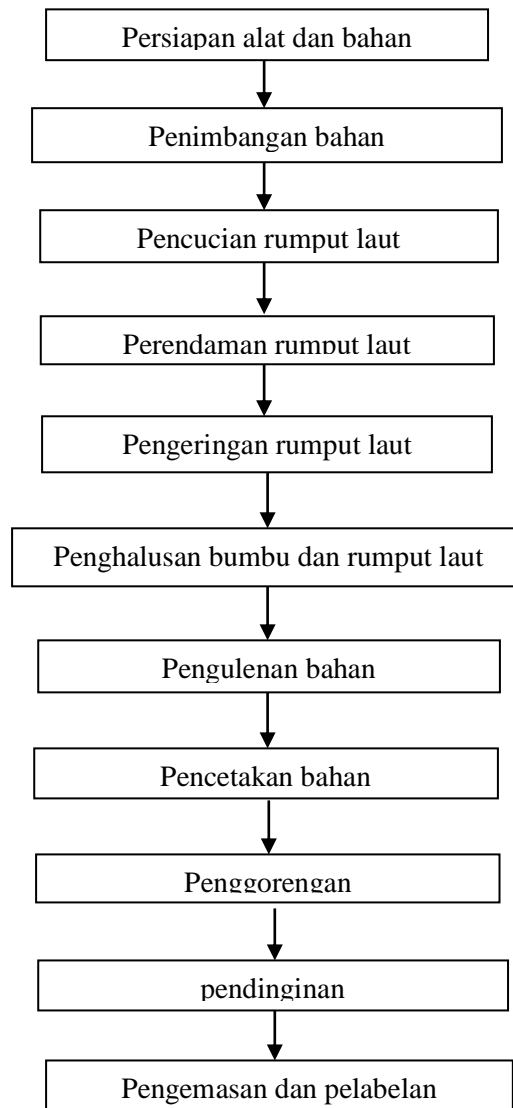 Persiapan alat dan bahan
Penimbangan bahan
Pencucian rumput laut
Perendaman rumput laut
Pengeringan rumput laut
Penghalusan bumbu dan rumput laut
Pengulenan bahan
Pencetakan bahan
Penggorengan
pendinginan
Pengemasan dan pelabelan